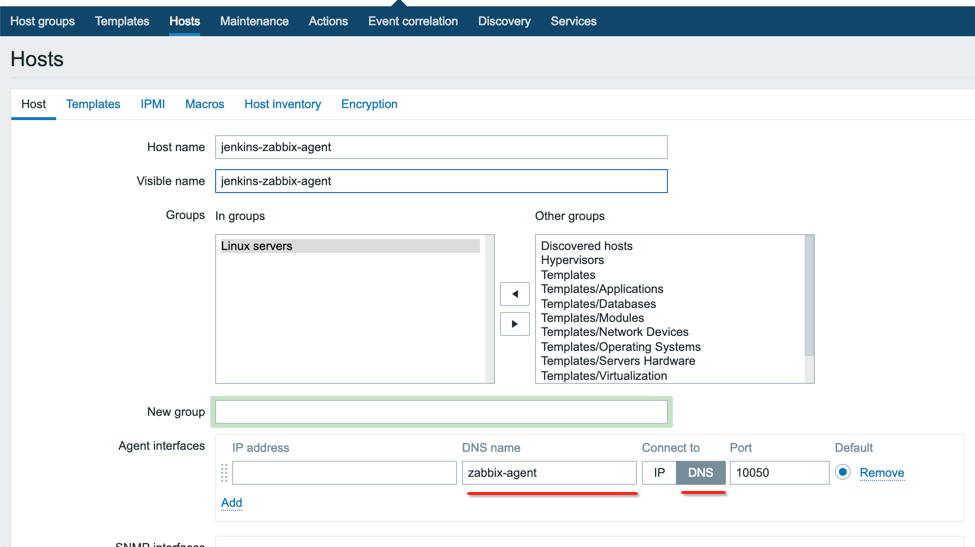 Host groups Templates Hosts Maintenance Actions Event correlation Discovery Services
Hosts
Host Templates IPMI Macros Host inventory Encryption
Host name jenkins-zabbix-agent
Visible name jenkins-zabbix-agent
Groups In groups Other groups
Linux servers
Discovered hosts
Hypervisors
Templates
Templates/Applications
Templates/Databases
Templates/Modules
Templates/Network Devices
Templates/Operating Systems
Templates/Servers Hardware
Templates/Virtualization
New group
Agent interfaces IP address DNS name Connect to Port Default
zabbix-agent IP DNS 10050 Remove
Add
SNMP interfaces